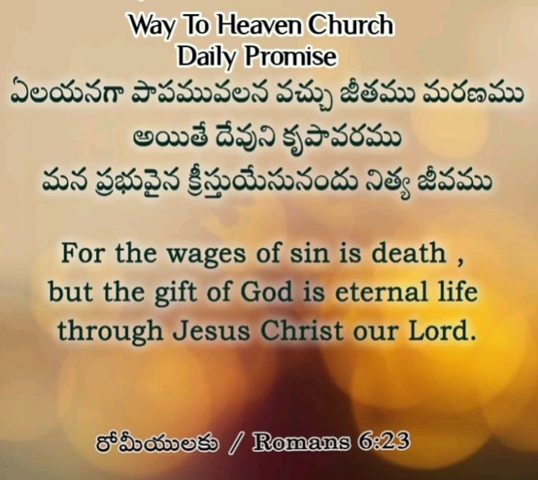 Way To Heaven Church
Daily Promise
ఏలయనగా పాపమువలన వచ్చు జీతము మరణము
అయితే దేవుని కృపావరము
మన ప్రభువైన క్రీస్తుయేసునందు నిత్య జీవము
For the wages of sin is death ,
but the gift of God is eternal life
through Jesus Christ our Lord.
రోమీయులకు / Romans 6:23